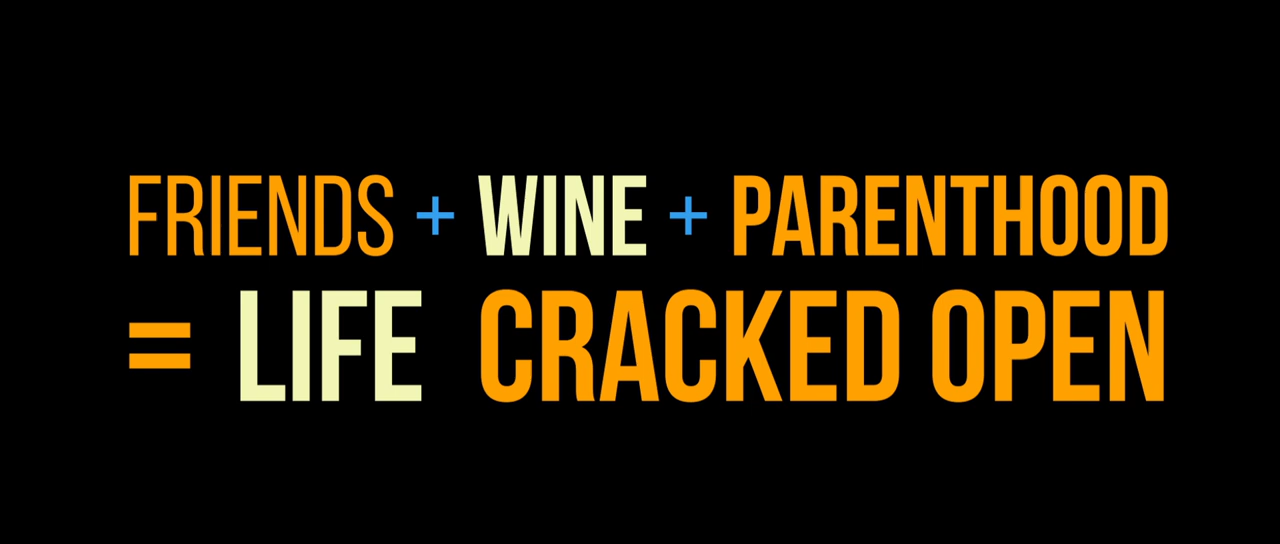 FRIENDS + WINE + PARENTHOOD
= LIFE CRACKED OPEN